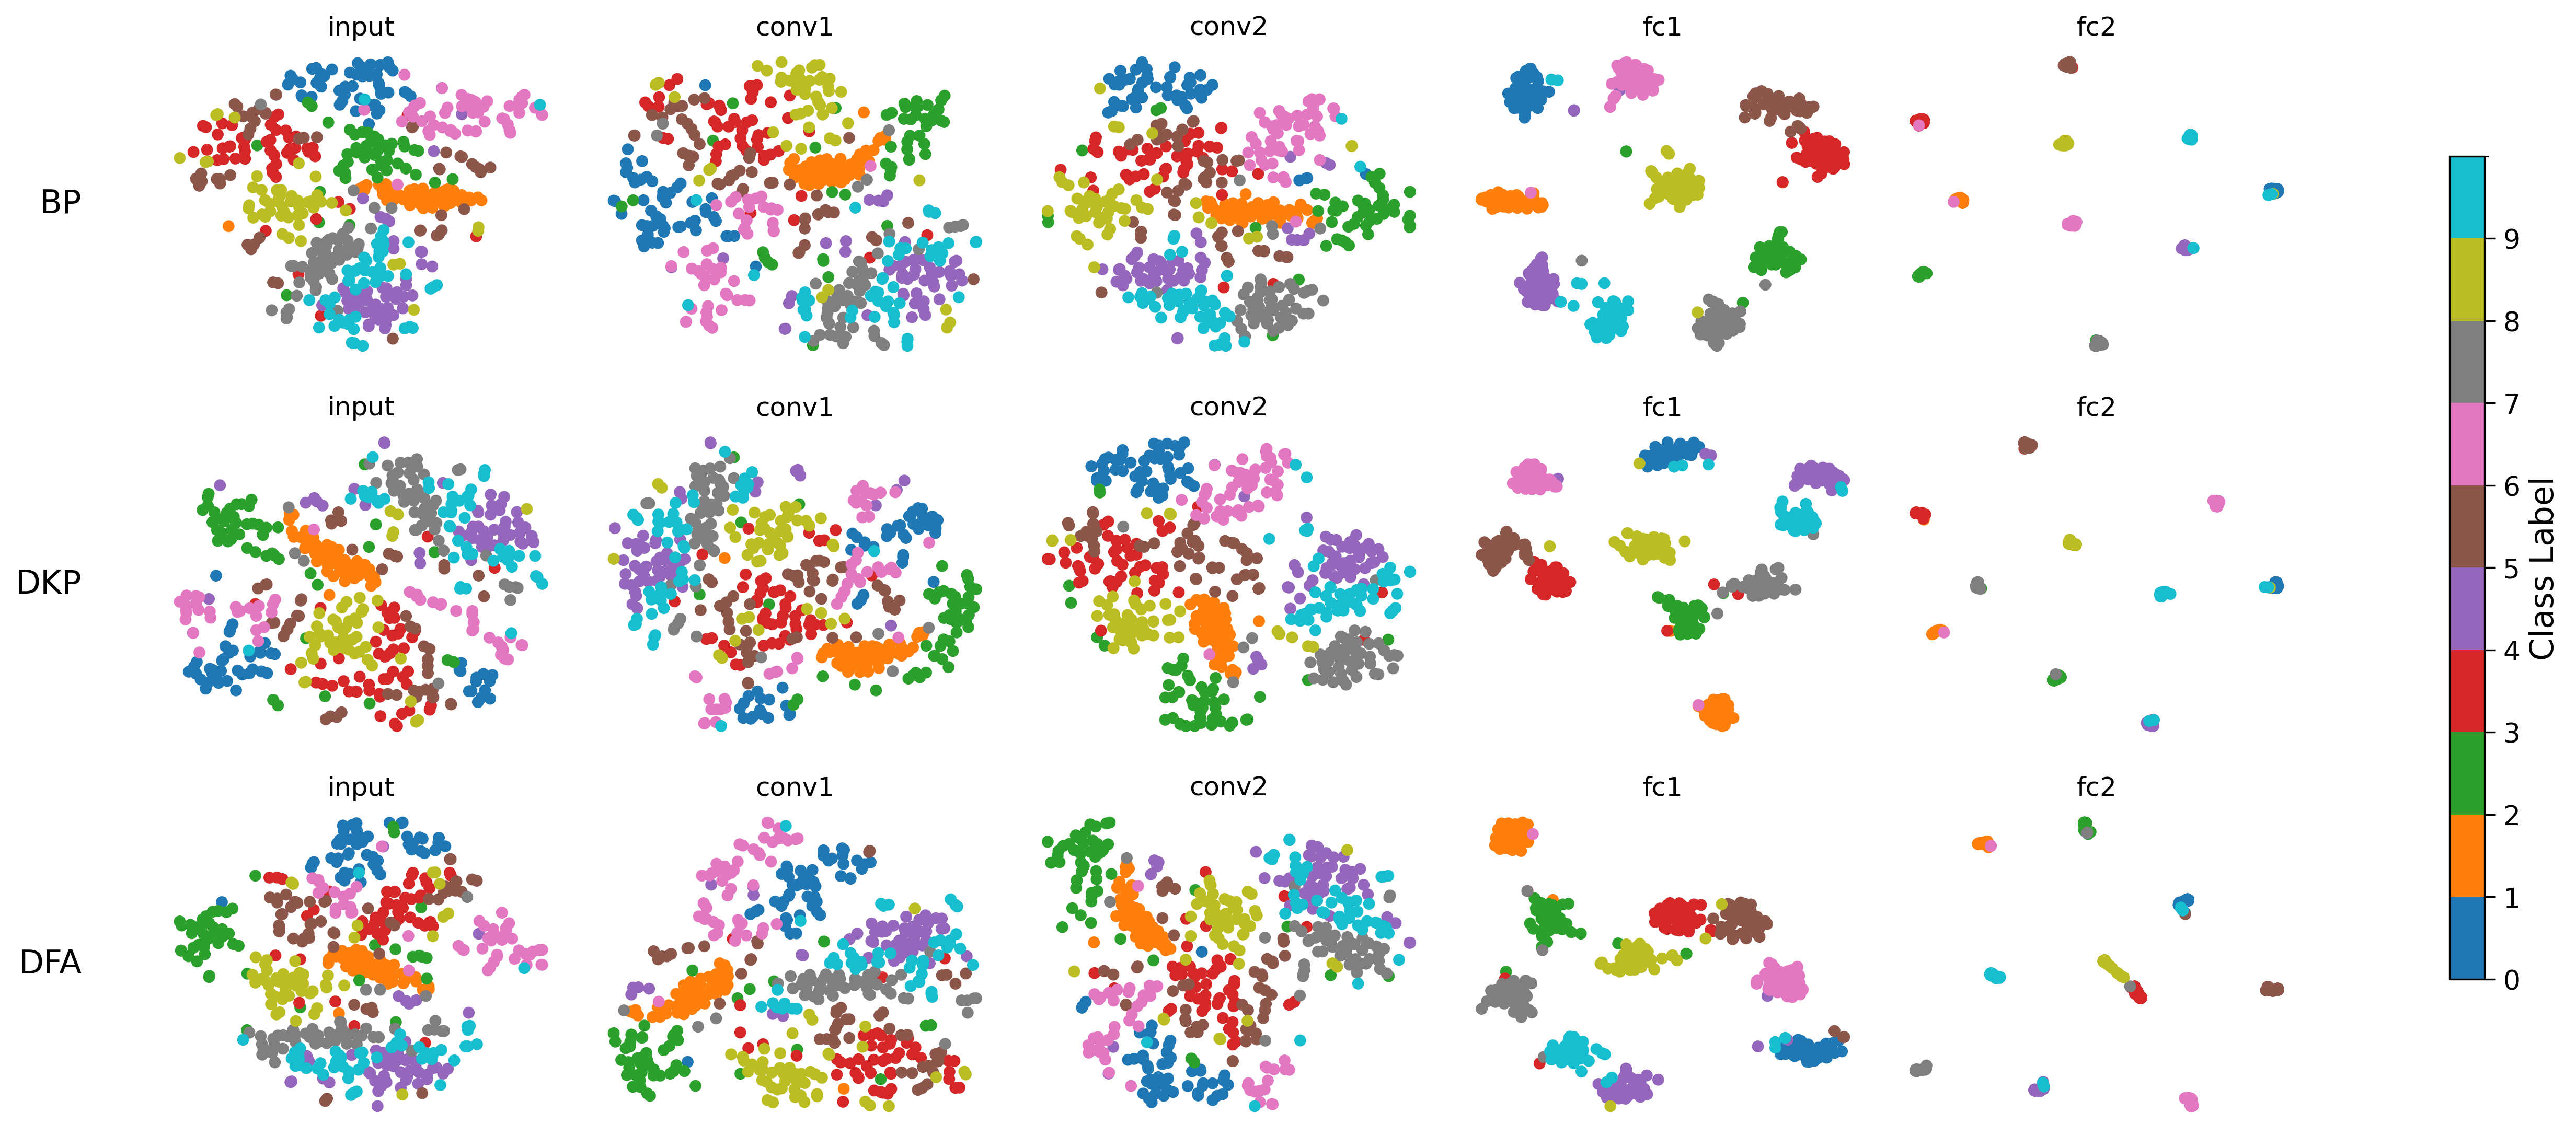 input conv1 conv2 fc1 fc2
BP
input conv1 conv2 fc1 fc2
DKP
input conv1 conv2 fc1 fc2
DFA
9
8
7
6
5
4
3
2
1
0
Class Label